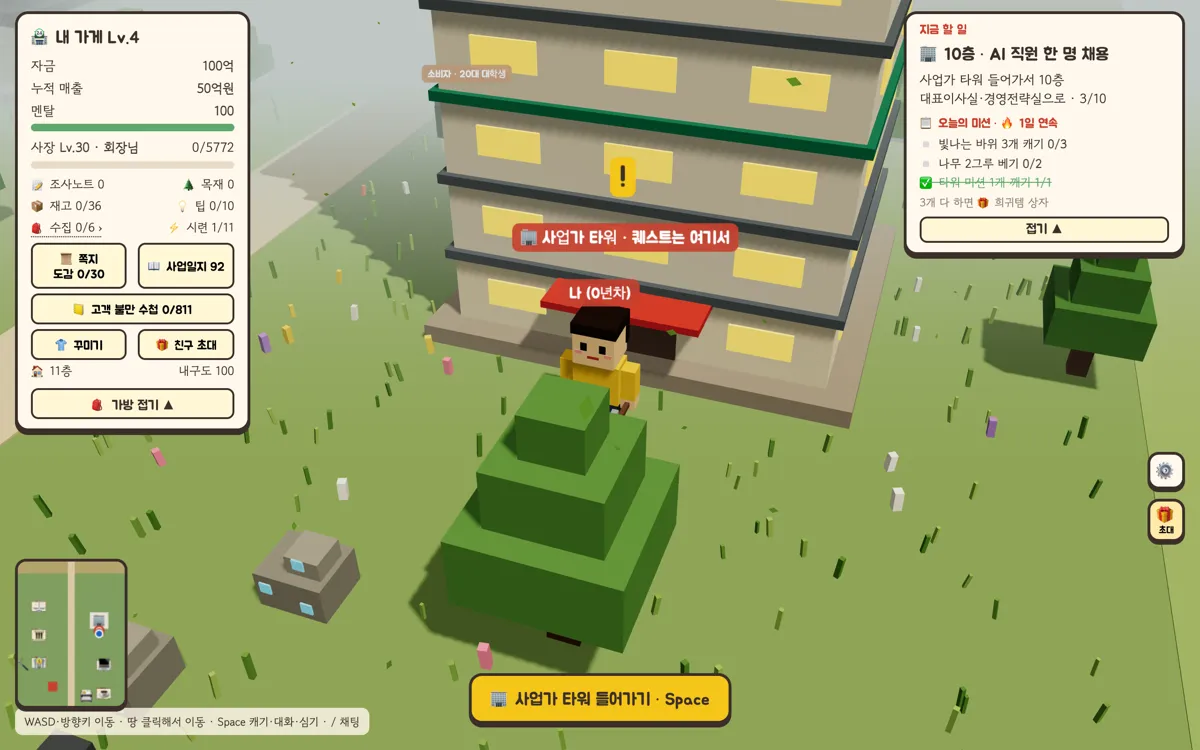 내 가게 Lv.4
자금 100억
누적 매출 50억원
멘탈 100
사장 Lv.30 · 회장님 0/5772
조사노트 0 목재 0
재고 0/36 팁 0/10
수집 0/6 › 시련 1/11
쪽지
도감 0/30
사업일지 92
고객 불만 수첩 0/811
꾸미기 친구 초대
11층 내구도 100
가방 접기 ▲
소비자 · 20대 대학생
!
사업가 타워 · 퀘스트는 여기서
나 (0년차)
지금 할 일
10층 · AI 직원 한 명 채용
사업가 타워 들어가서 10층
대표이사실·경영전략실으로 · 3/10
오늘의 미션 · 1일 연속
빛나는 바위 3개 캐기 0/3
나무 2그루 베기 0/2
타워 미션 1개 깨기 1/1
3개 다 하면 희귀템 상자
접기 ▲
초대
사업가 타워 들어가기 · Space
WASD·방향키 이동 · 땅 클릭해서 이동 · Space 캐기·대화·심기 · / 채팅